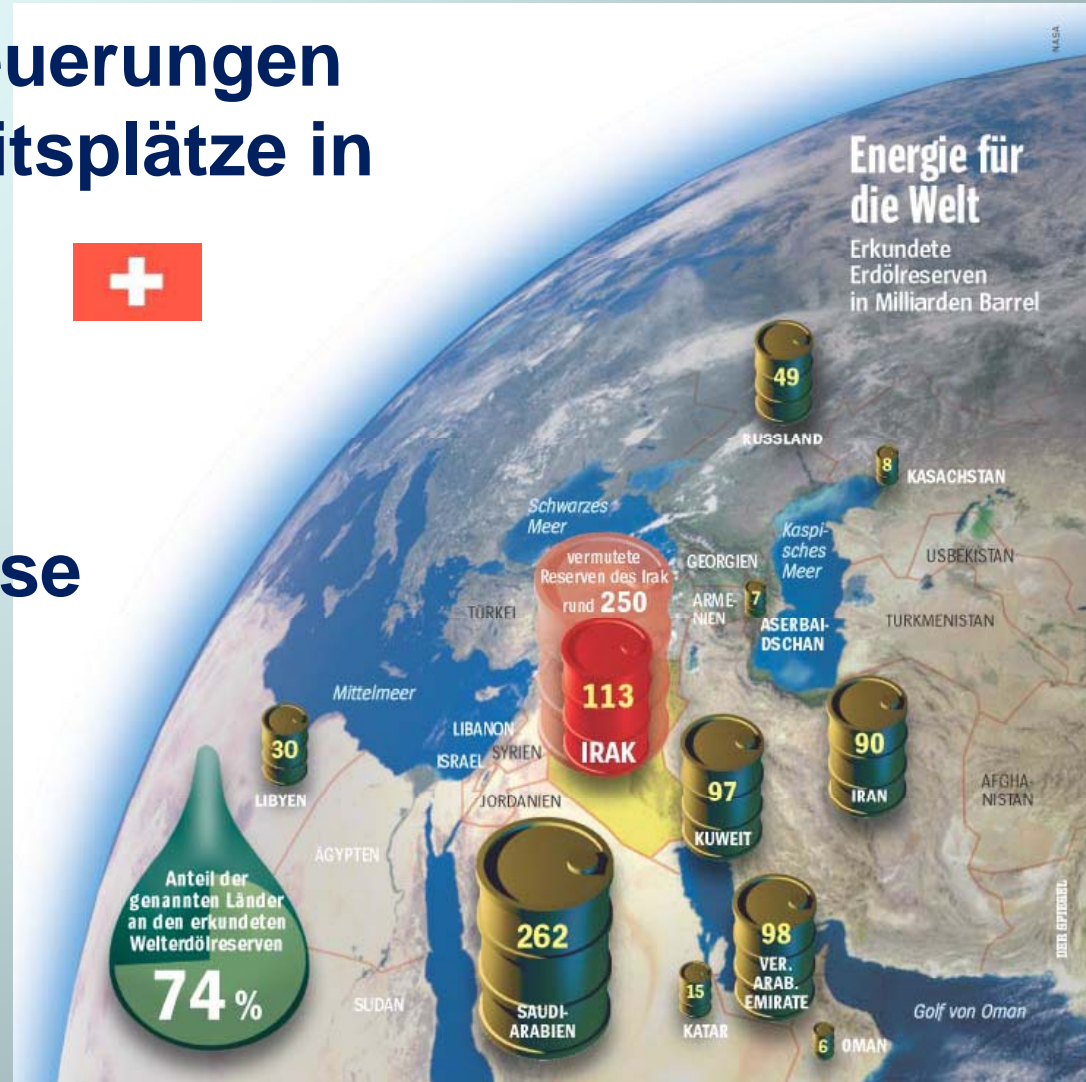 euerungen
itsplätze in
se
NASA
Energie für
die Welt
Erkundete
Erdölreserven
in Milliarden Barrel
49
RUSSLAND
8
KASACHSTAN
Schwarzes
Meer
Kaspi-
sches
Meer
USBEKISTAN
vermutete
Reserven des Irak
rund 250
GEORGIEN
TÜRKEI
ARME-
NIEN
7
ASERBAI-
DSCHAN
TURKMENISTAN
Mittelmeer
113
IRAK
LIBANON
SYRIEN
ISRAEL
30
LIBYEN
90
IRAN
97
KUWEIT
AFGHA-
NISTAN
JORDANIEN
ÄGYPTEN
Anteil der
genannten Länder
an den erkundeten
Welterdölreserven
74 %
SUDAN
262
SAUDI-
ARABIEN
98
VER.
ARAB.
EMIRATE
15
KATAR
6
OMAN
Golf von Oman
DER SPIEGEL